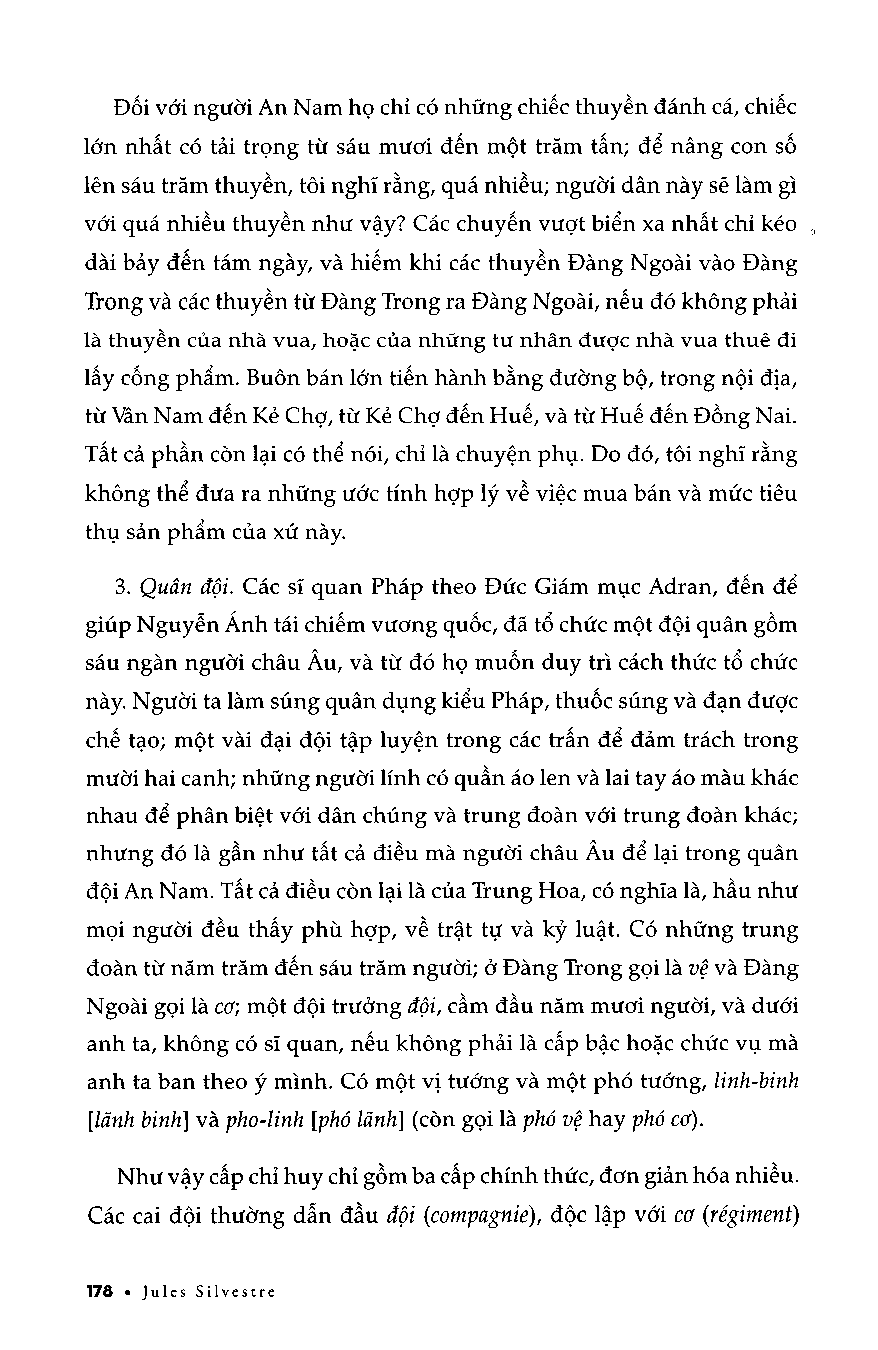 Đối với người An Nam họ chỉ có những chiếc thuyền đánh cá, chiếc
lớn nhất có tải trọng từ sáu mươi đến một trăm tấn; để nâng con số
lên sáu trăm thuyền, tôi nghĩ rằng, quá nhiều; người dân này sẽ làm gì
với quá nhiều thuyền như vậy? Các chuyến vượt biển xa nhất chỉ kéo
dài bảy đến tám ngày, và hiếm khi các thuyền Đàng Ngoài vào Đàng
Trong và các thuyền từ Đàng Trong ra Đàng Ngoài, nếu đó không phải
là thuyền của nhà vua, hoặc của những tư nhân được nhà vua thuê đi
lấy cống phẩm. Buôn bán lớn tiến hành bằng đường bộ, trong nội địa,
từ Vân Nam đến Kẻ Chợ, từ Kẻ Chợ đến Huế, và từ Huế đến Đồng Nai.
Tất cả phần còn lại có thể nói, chỉ là chuyện phụ. Do đó, tôi nghĩ rằng
không thể đưa ra những ước tính hợp lý về việc mua bán và mức tiêu
thụ sản phẩm của xứ này.
3. Quân đội. Các sĩ quan Pháp theo Đức Giám mục Adran, đến để
giúp Nguyễn Ánh tái chiếm vương quốc, đã tổ chức một đội quân gồm
sáu ngàn người châu Âu, và từ đó họ muốn duy trì cách thức tổ chức
này. Người ta làm súng quân dụng kiểu Pháp, thuốc súng và đạn được
chế tạo; một vài đại đội tập luyện trong các trấn để đảm trách trong
mười hai canh; những người lính có quần áo len và lai tay áo màu khác
nhau để phân biệt với dân chúng và trung đoàn với trung đoàn khác;
nhưng đó là gần như tất cả điều mà người châu Âu để lại trong quân
đội An Nam. Tất cả điều còn lại là của Trung Hoa, có nghĩa là, hầu như
mọi người đều thấy phù hợp, về trật tự và kỷ luật. Có những trung
đoàn từ năm trăm đến sáu trăm người; ở Đàng Trong gọi là vệ và Đàng
Ngoài gọi là cơ; một đội trưởng đội, cầm đầu năm mươi người, và dưới
anh ta, không có sĩ quan, nếu không phải là cấp bậc hoặc chức vụ mà
anh ta ban theo ý mình. Có một vị tướng và một phó tướng, linh-binh
[lãnh binh] và pho-linh [phó lãnh] (còn gọi là phó vệ hay phó cơ).
Như vậy cấp chỉ huy chỉ gồm ba cấp chính thức, đơn giản hóa nhiều.
Các cai đội thường dẫn đầu đội (compagnie), độc lập với cơ (régiment)
178 • Jules Silvestre